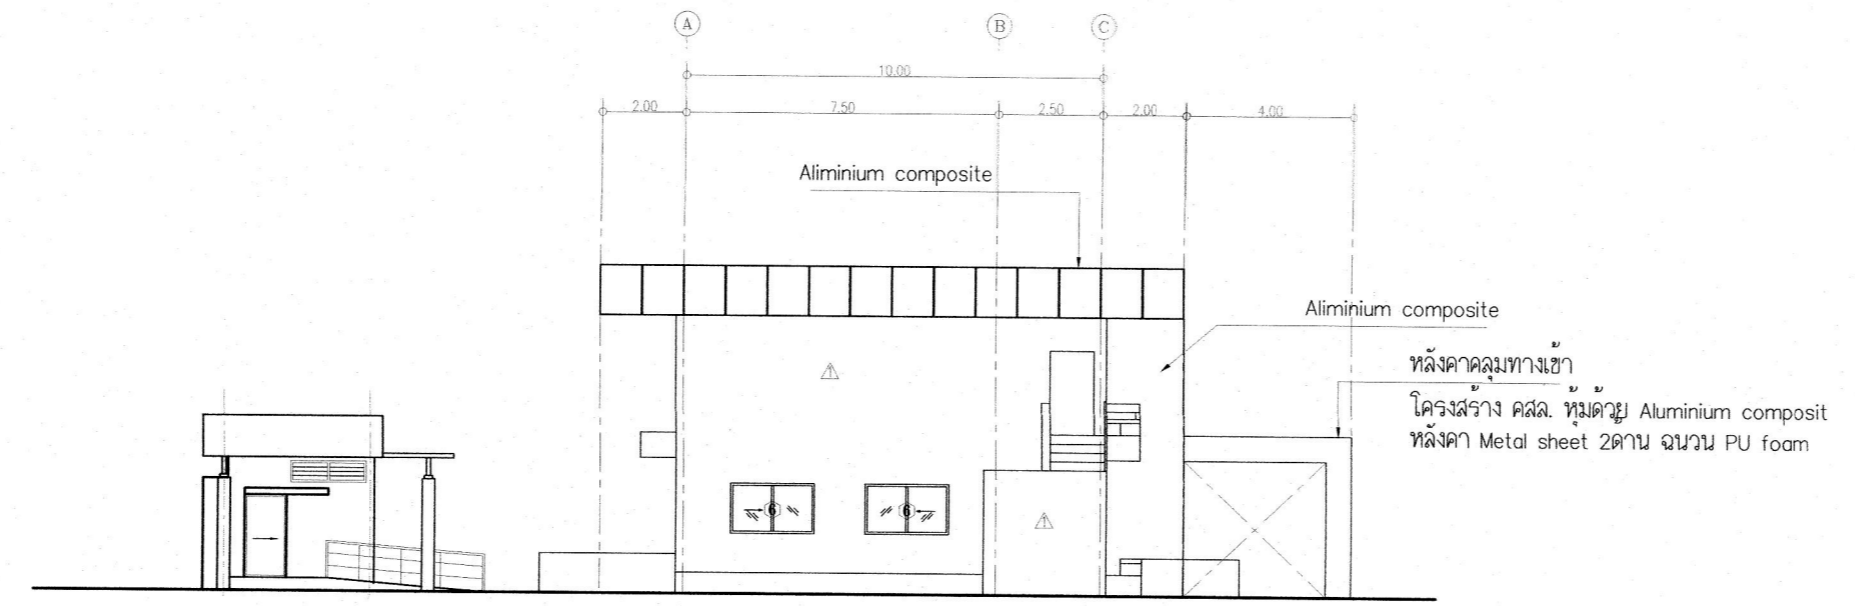 A B C
10.00
2.00 7.50 2.50 2.00 4.00
Aliminium composite
Aliminium composite
หลังคาคลุมทางเข้า
โครงสร้าง คสล. หุ้มด้วย Aluminium composit
หลังคา Metal sheet 2ด้าน ฉนวน PU foam
1
6 6
1